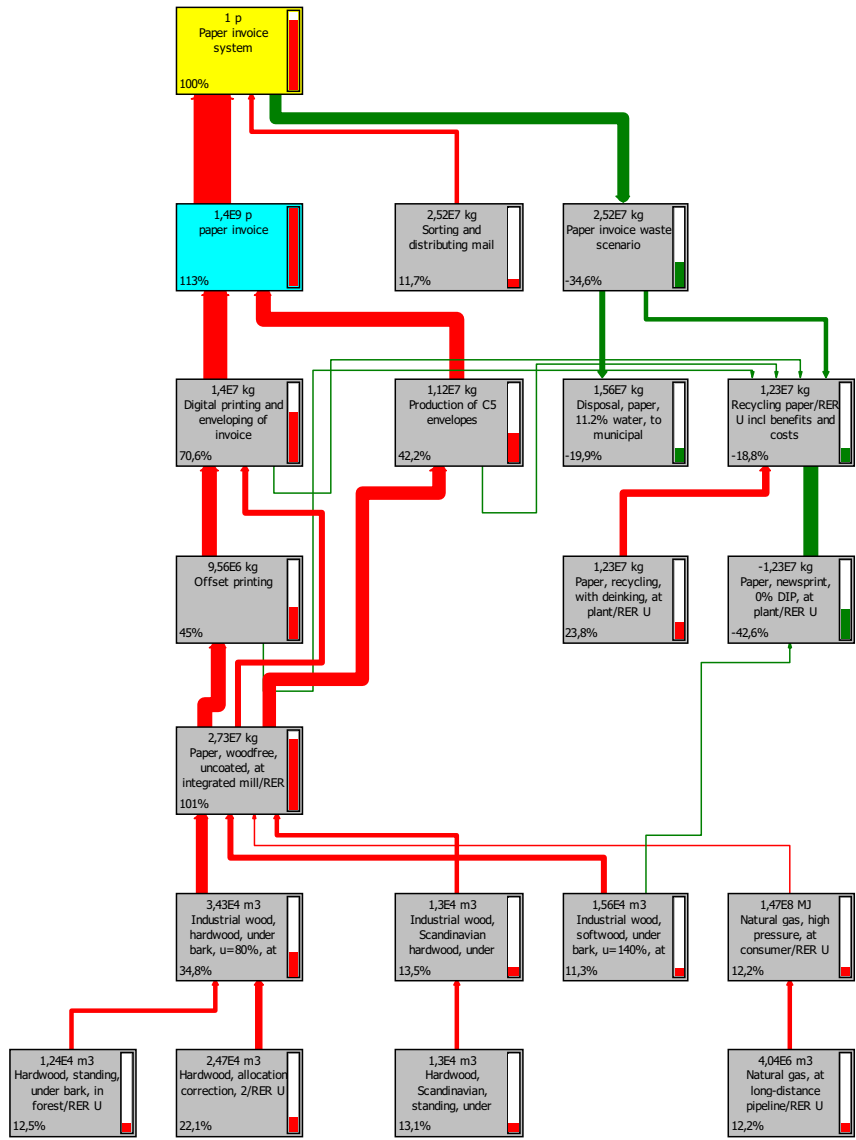 1 p
Paper invoice
system
100%
1,4E9 p
paper invoice
113%
2,52E7 kg
Sorting and
distributing mail
11,7%
2,52E7 kg
Paper invoice waste
scenario
-34,6%
1,4E7 kg
Digital printing and
enveloping of
invoice
70,6%
1,12E7 kg
Production of C5
envelopes
42,2%
1,56E7 kg
Disposal, paper,
11.2% water, to
municipal
-19,9%
1,23E7 kg
Recycling paper/RER
U incl benefits and
costs
-18,8%
9,56E6 kg
Offset printing
45%
1,23E7 kg
Paper, recycling,
with deinking, at
plant/RER U
23,8%
-1,23E7 kg
Paper, newsprint,
0% DIP, at
plant/RER U
-42,6%
2,73E7 kg
Paper, woodfree,
uncoated, at
integrated mill/RER
101%
3,43E4 m3
Industrial wood,
hardwood, under
bark, u=80%, at
34,8%
1,3E4 m3
Industrial wood,
Scandinavian
hardwood, under
13,5%
1,56E4 m3
Industrial wood,
softwood, under
bark, u=140%, at
11,3%
1,47E8 MJ
Natural gas, high
pressure, at
consumer/RER U
12,2%
1,24E4 m3
Hardwood, standing,
under bark, in
forest/RER U
12,5%
2,47E4 m3
Hardwood, allocation
correction, 2/RER U
22,1%
1,3E4 m3
Hardwood,
Scandinavian,
standing, under
13,1%
4,04E6 m3
Natural gas, at
long-distance
pipeline/RER U
12,2%